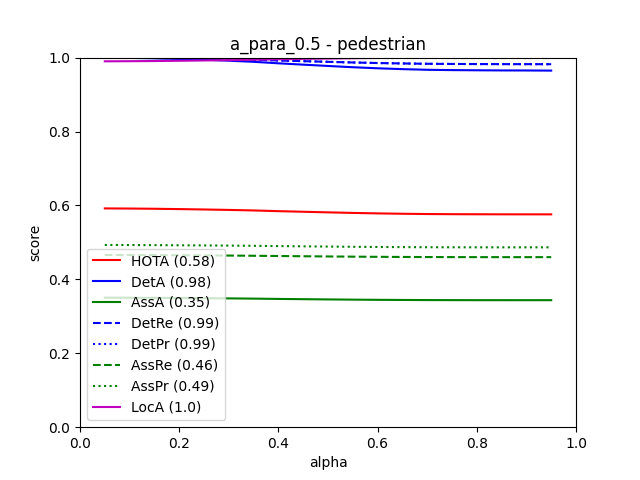 a_para_0.5 - pedestrian
1.0
0.8
0.6
0.4
0.2
0.0
score
HOTA (0.58)
DetA (0.98)
AssA (0.35)
DetRe (0.99)
DetPr (0.99)
AssRe (0.46)
AssPr (0.49)
LocA (1.0)
0.0 0.2 0.4 0.6 0.8 1.0
alpha